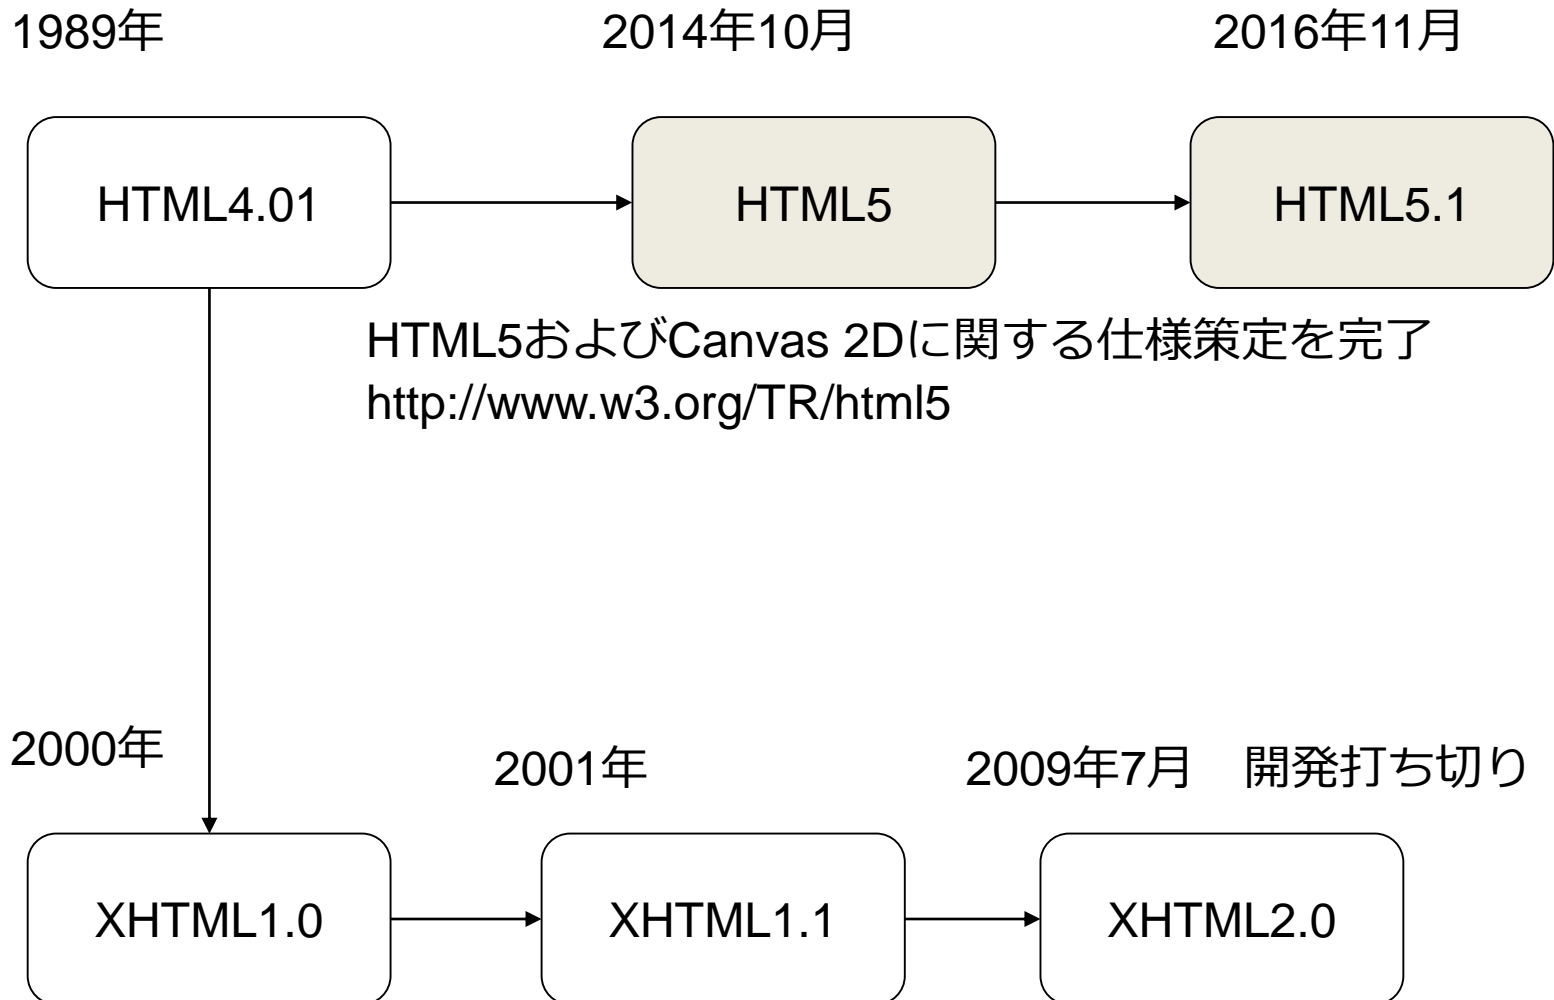 1989年
2014年10月
2016年11月
HTML4.01
HTML5
HTML5.1
HTML5およびCanvas 2Dに関する仕様策定を完了
http://www.w3.org/TR/html5
2000年
2001年
2009年7月　開発打ち切り
XHTML1.0
XHTML1.1
XHTML2.0